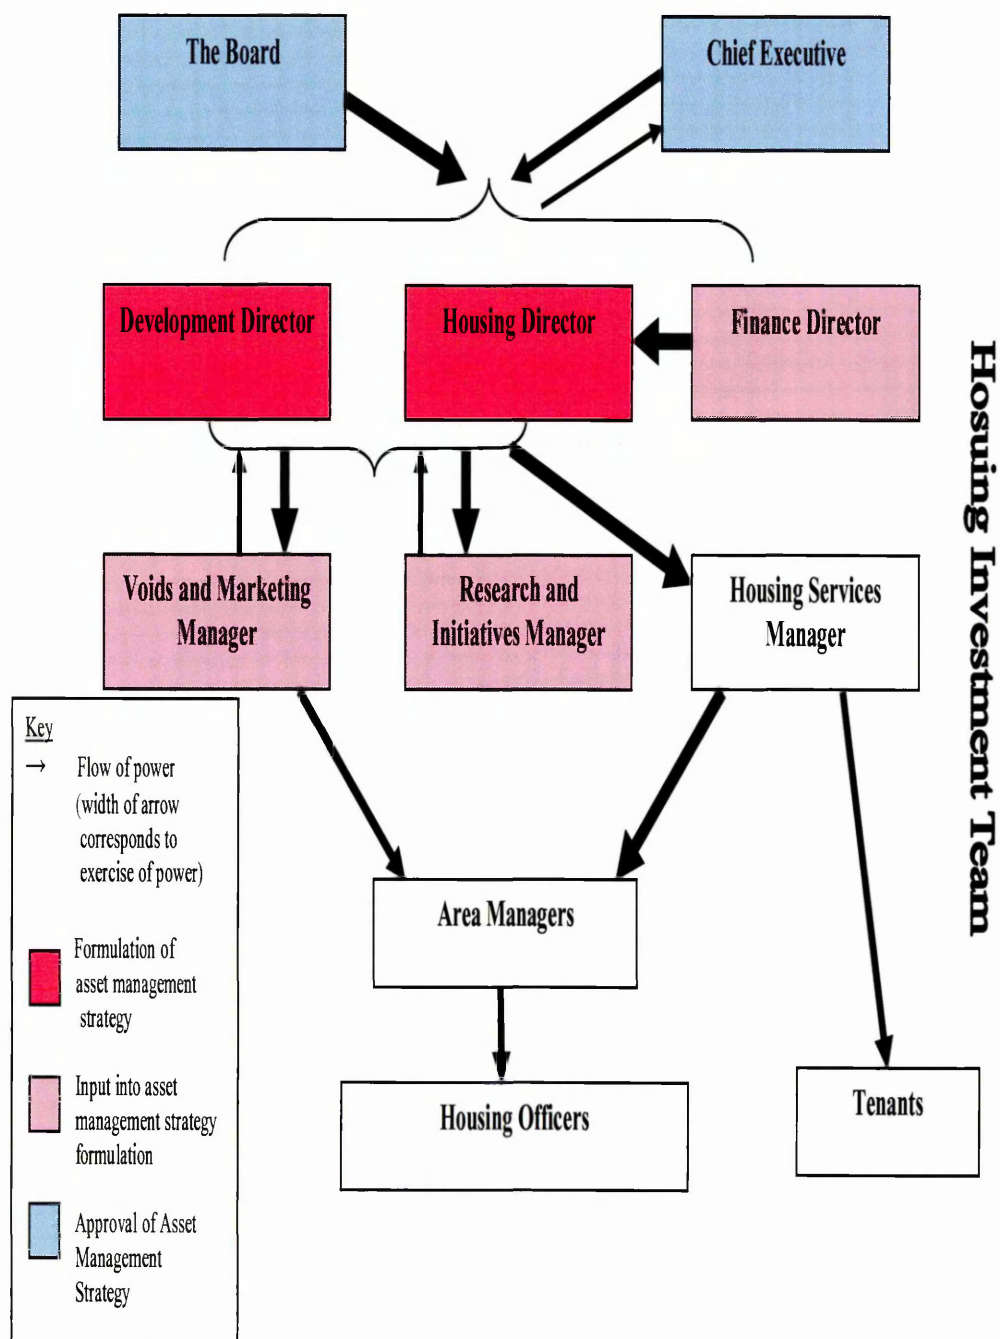 The Board
Chief Executive
Development Director
Housing Director
Finance Director
Hosuing Investment Team
Voids and Marketing
Manager
Research and
Initiatives Manager
Housing Services
Manager
Key
→ Flow of power
(width of arrow
corresponds to
exercise of power)
Formulation of
asset management
strategy
Input into asset
management strategy
formulation
Approval of Asset
Management
Strategy
Area Managers
Housing Officers
Tenants